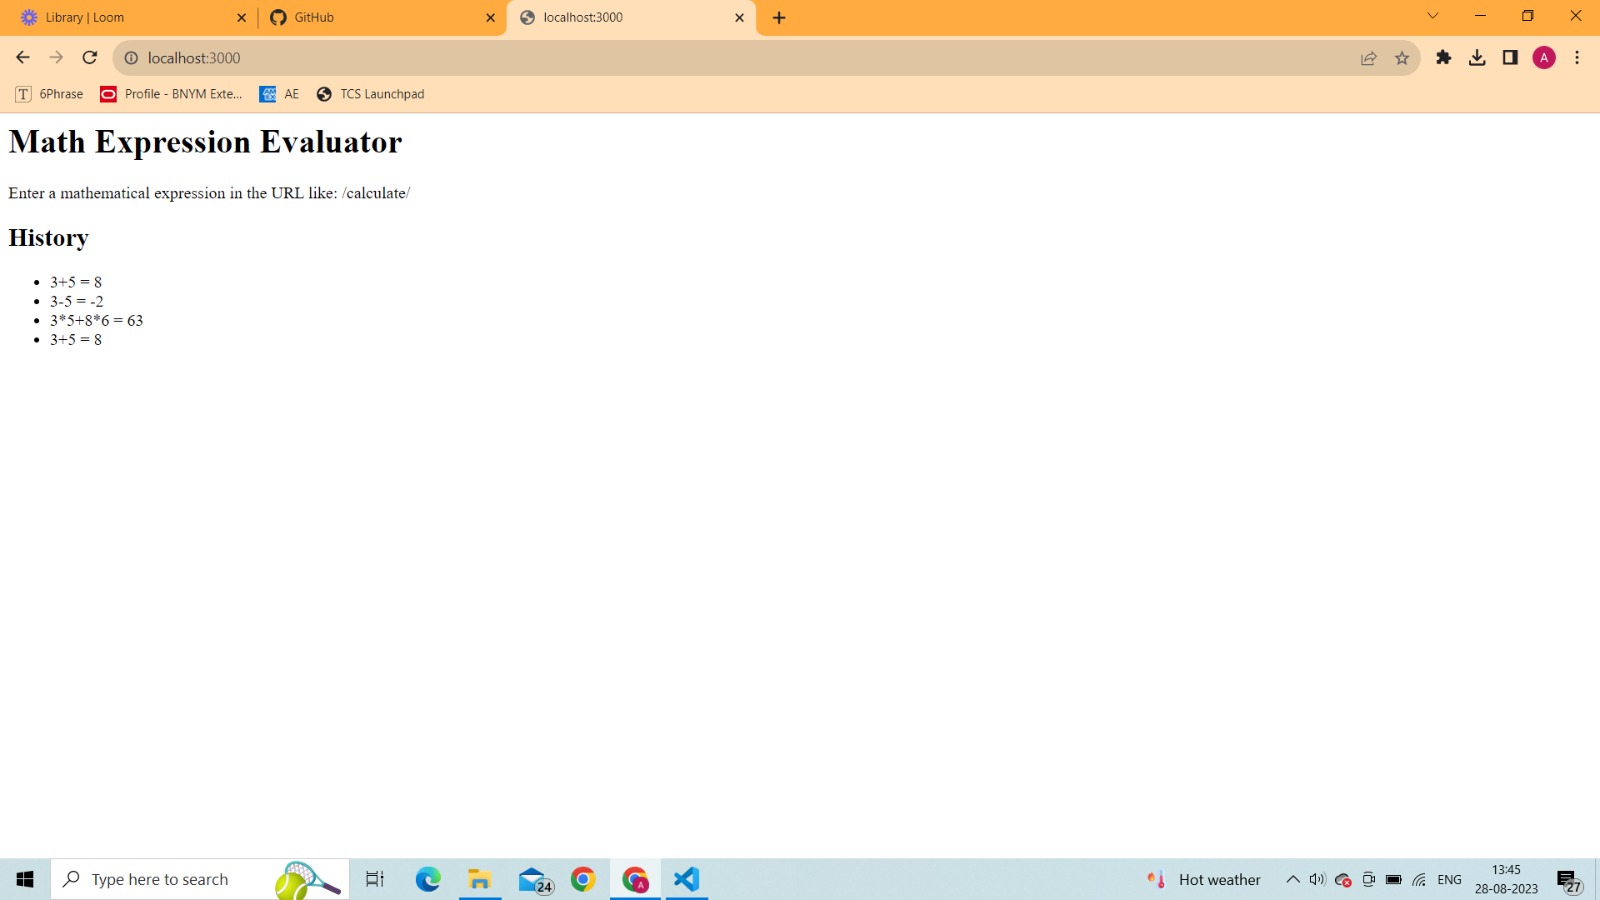 Library | Loom
GitHub
localhost:3000
localhost:3000
A
T 6Phrase
Profile - BNYM Exte...
AE
TCS Launchpad
Math Expression Evaluator
Enter a mathematical expression in the URL like: /calculate/
History
3+5 = 8
3-5 = -2
3*5+8*6 = 63
3+5 = 8
Type here to search
24
A
Hot weather
ENG
13:45
28-08-2023
27